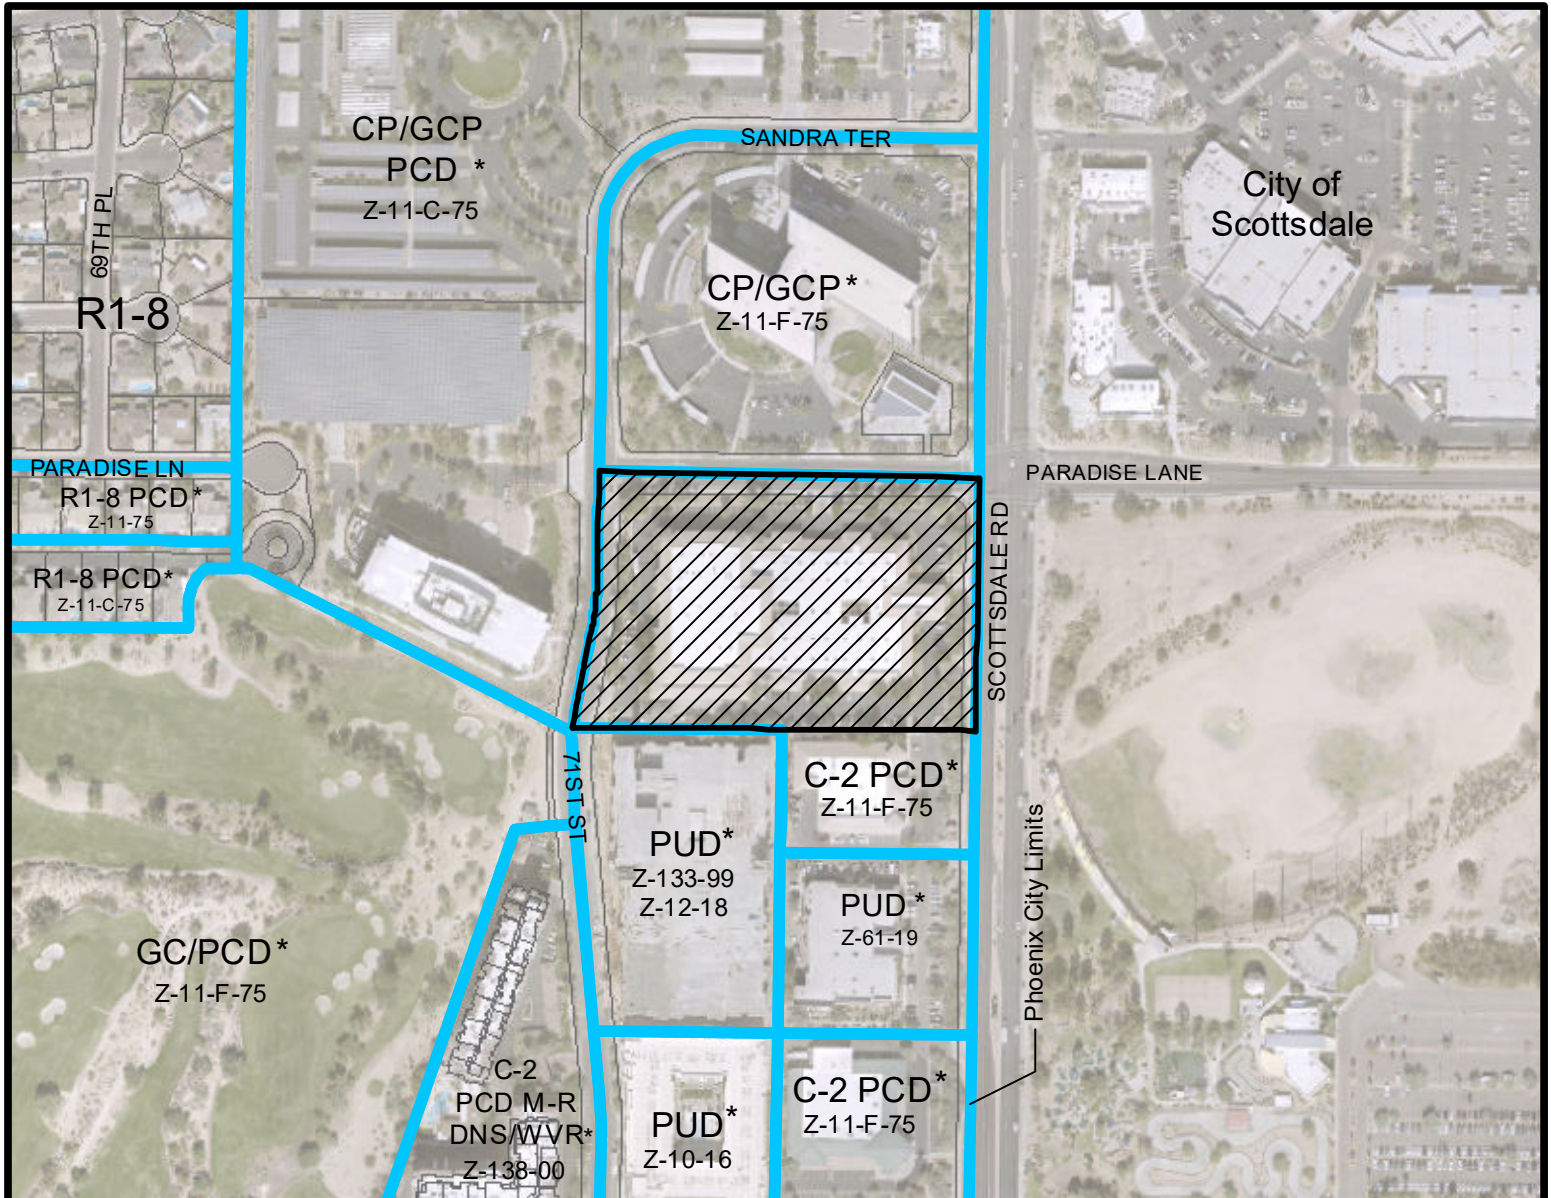 CP/GCP
PCD *
Z-11-C-75
SANDRA TER
City of
Scottsdale
69TH PL
R1-8
CP/GCP *
Z-11-F-75
PARADISE LN
R1-8 PCD *
Z-11-75
PARADISE LANE
R1-8 PCD *
Z-11-C-75
SCOTTSDALE RD
71ST ST
C-2 PCD *
Z-11-F-75
PUD *
Z-133-99
Z-12-18
PUD *
Z-61-19
Phoenix City Limits
GC/PCD *
Z-11-F-75
C-2
PCD M-R
DNS/WVR *
Z-138-00
PUD *
Z-10-16
C-2 PCD *
Z-11-F-75